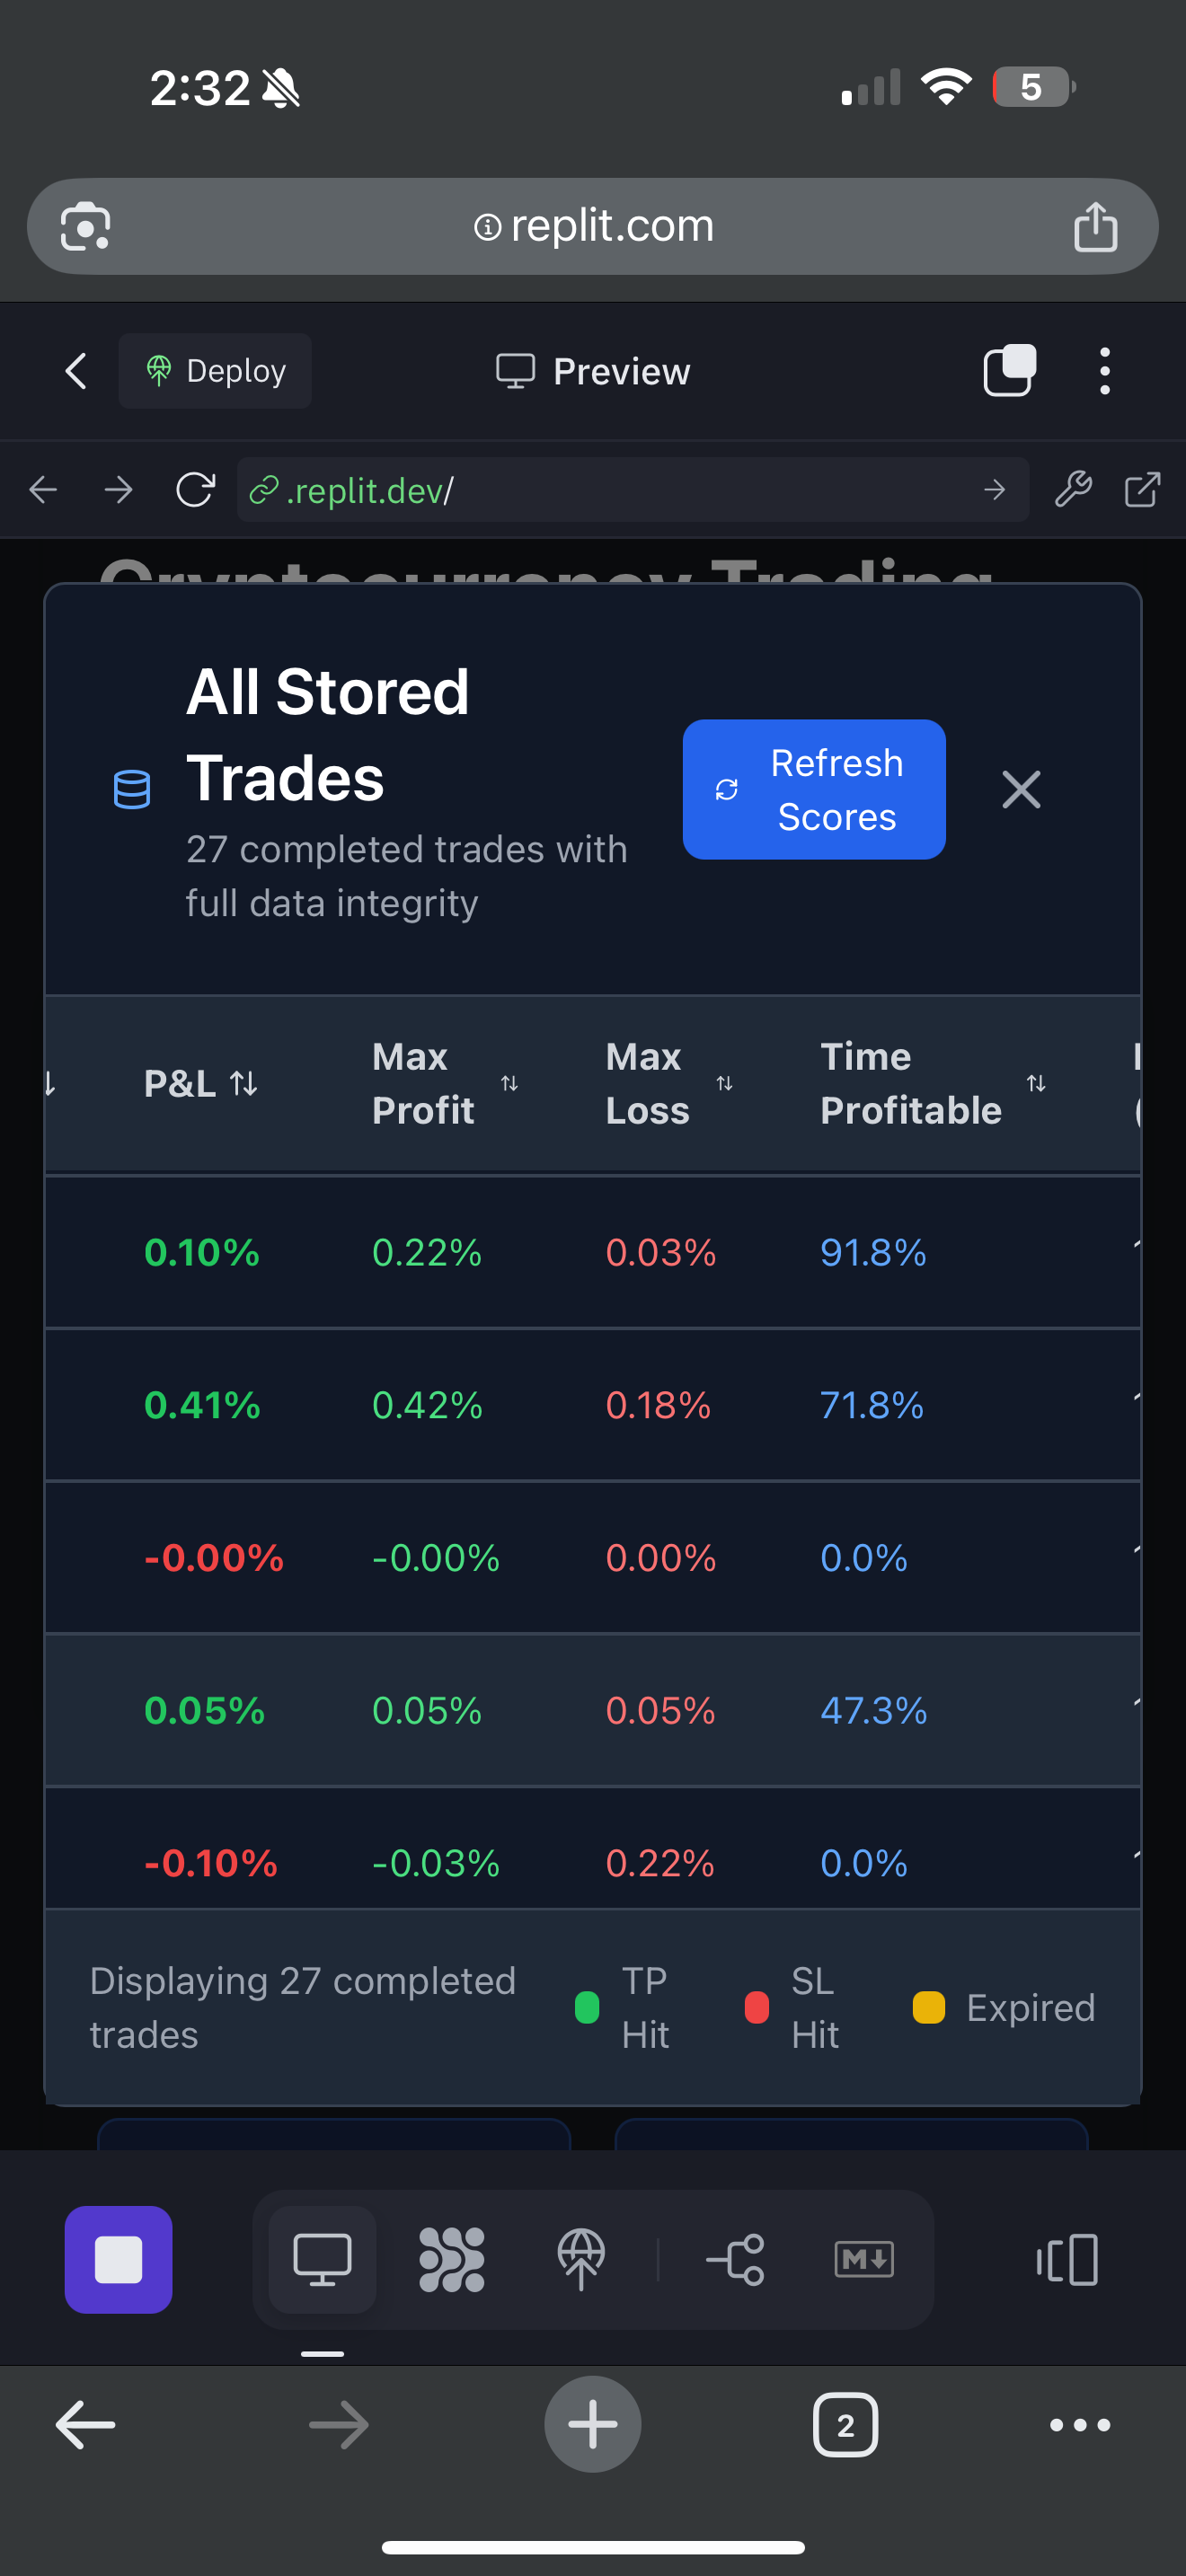 2:32
5
replit.com
Deploy
Preview
.replit.dev/
Cryptocurrency Trading
All Stored
Trades
27 completed trades with
full data integrity
Refresh
Scores
P&L
Max
Profit
Max
Loss
Time
Profitable
0.10% 0.22% 0.03% 91.8%
0.41% 0.42% 0.18% 71.8%
-0.00% -0.00% 0.00% 0.0%
0.05% 0.05% 0.05% 47.3%
-0.10% -0.03% 0.22% 0.0%
Displaying 27 completed
trades
TP
Hit
SL
Hit
Expired
M
2